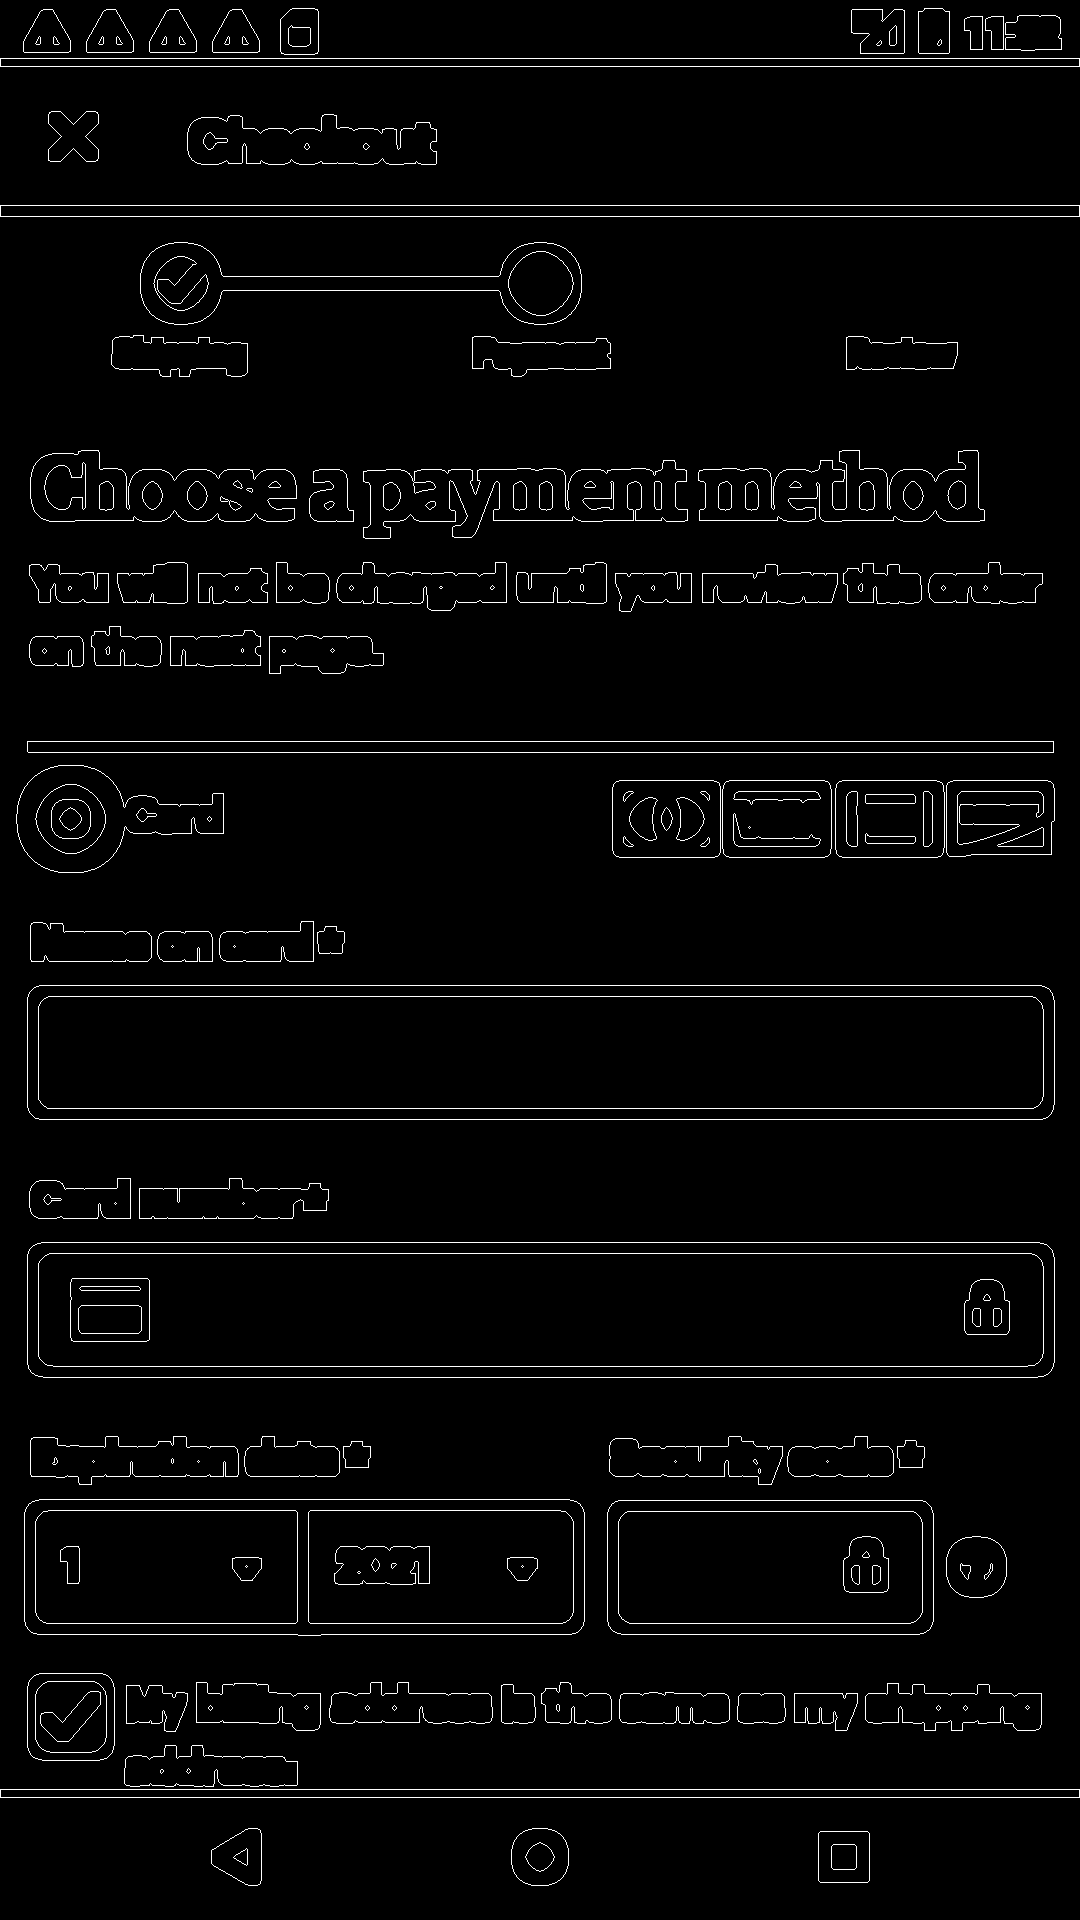 11:32
Checkout
Shipping
Payment
Review
Choose a payment method
You will not be charged until you review this order
on the next page.
Card
Name on card *
Card number *
Expiration date *
Security code *
1
2021
My billing address is the same as my shipping
address